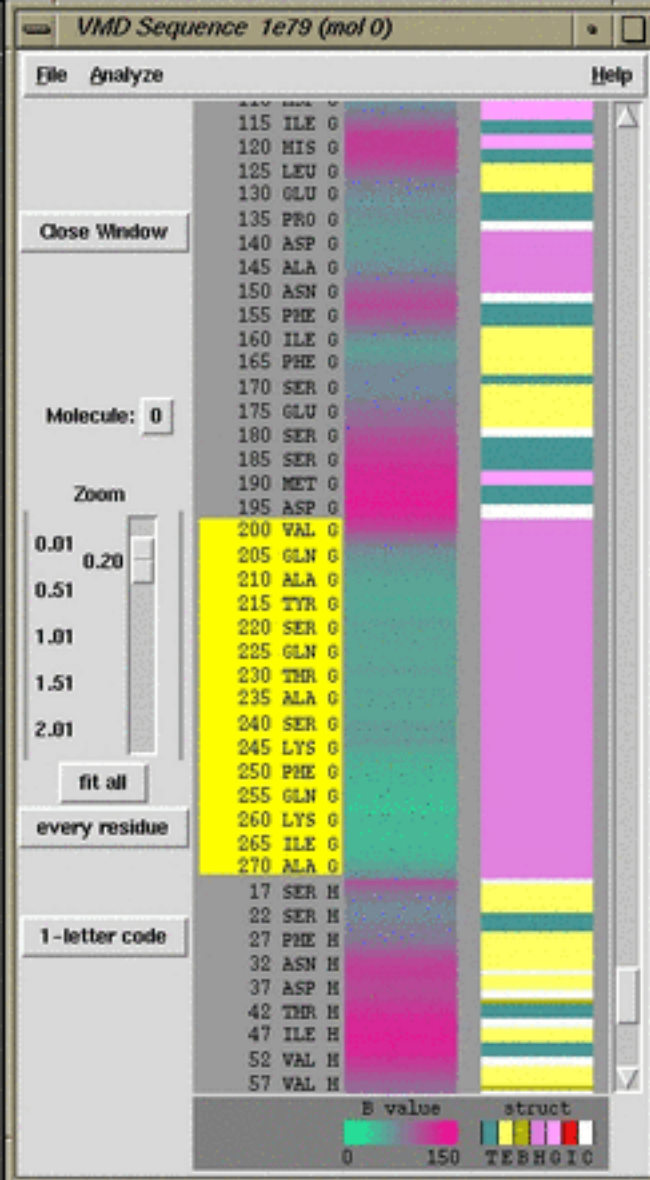 VMD Sequence 1e79 (mol 0)
File Analyze Help
115 ILE G
120 HIS G
125 LEU G
130 GLU G
Close Window
135 PRO G
140 ASP G
145 ALA G
150 ASN G
155 PHE G
160 ILE G
165 PHE G
170 SER G
Molecule: 0
175 GLU G
180 SER G
185 SER G
190 MET G
Zoom
195 ASP G
200 VAL G
0.01
205 GLN G
0.20
210 ALA G
0.51
215 TYR G
220 SER G
1.01
225 GLN G
230 THR G
1.51
235 ALA G
240 SER G
2.01
245 LYS G
250 PHE G
fit all
255 GLN G
260 LYS G
every residue
265 ILE G
270 ALA G
17 SER H
22 SER H
1-letter code
27 PHE H
32 ASN H
37 ASP H
42 THR H
47 ILE H
52 VAL H
57 VAL H
B value struct
0 150 T E B H G I C